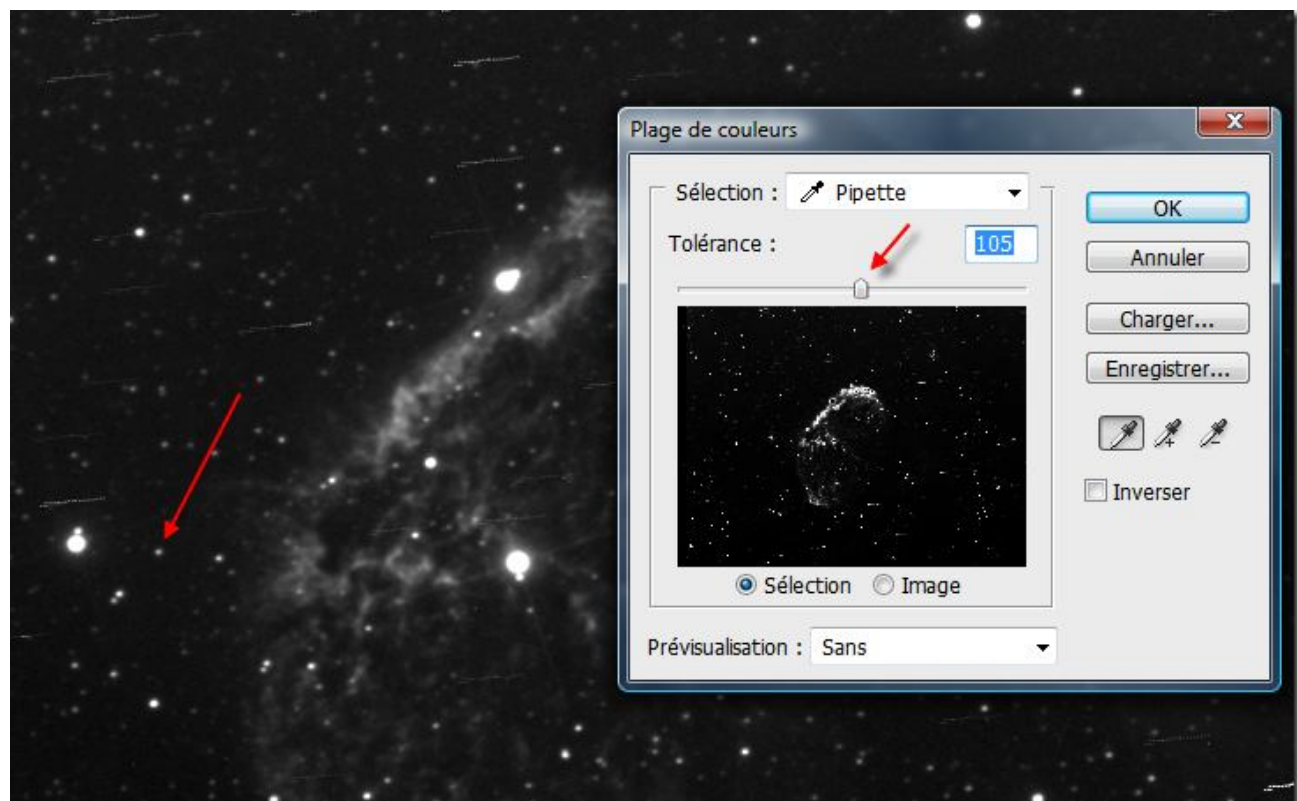 Plage de couleurs
X
Sélection : Pipette
Tolérance : 105
OK
Annuler
Charger...
Enregistrer...
Inverser
Sélection Image
Prévisualisation : Sans